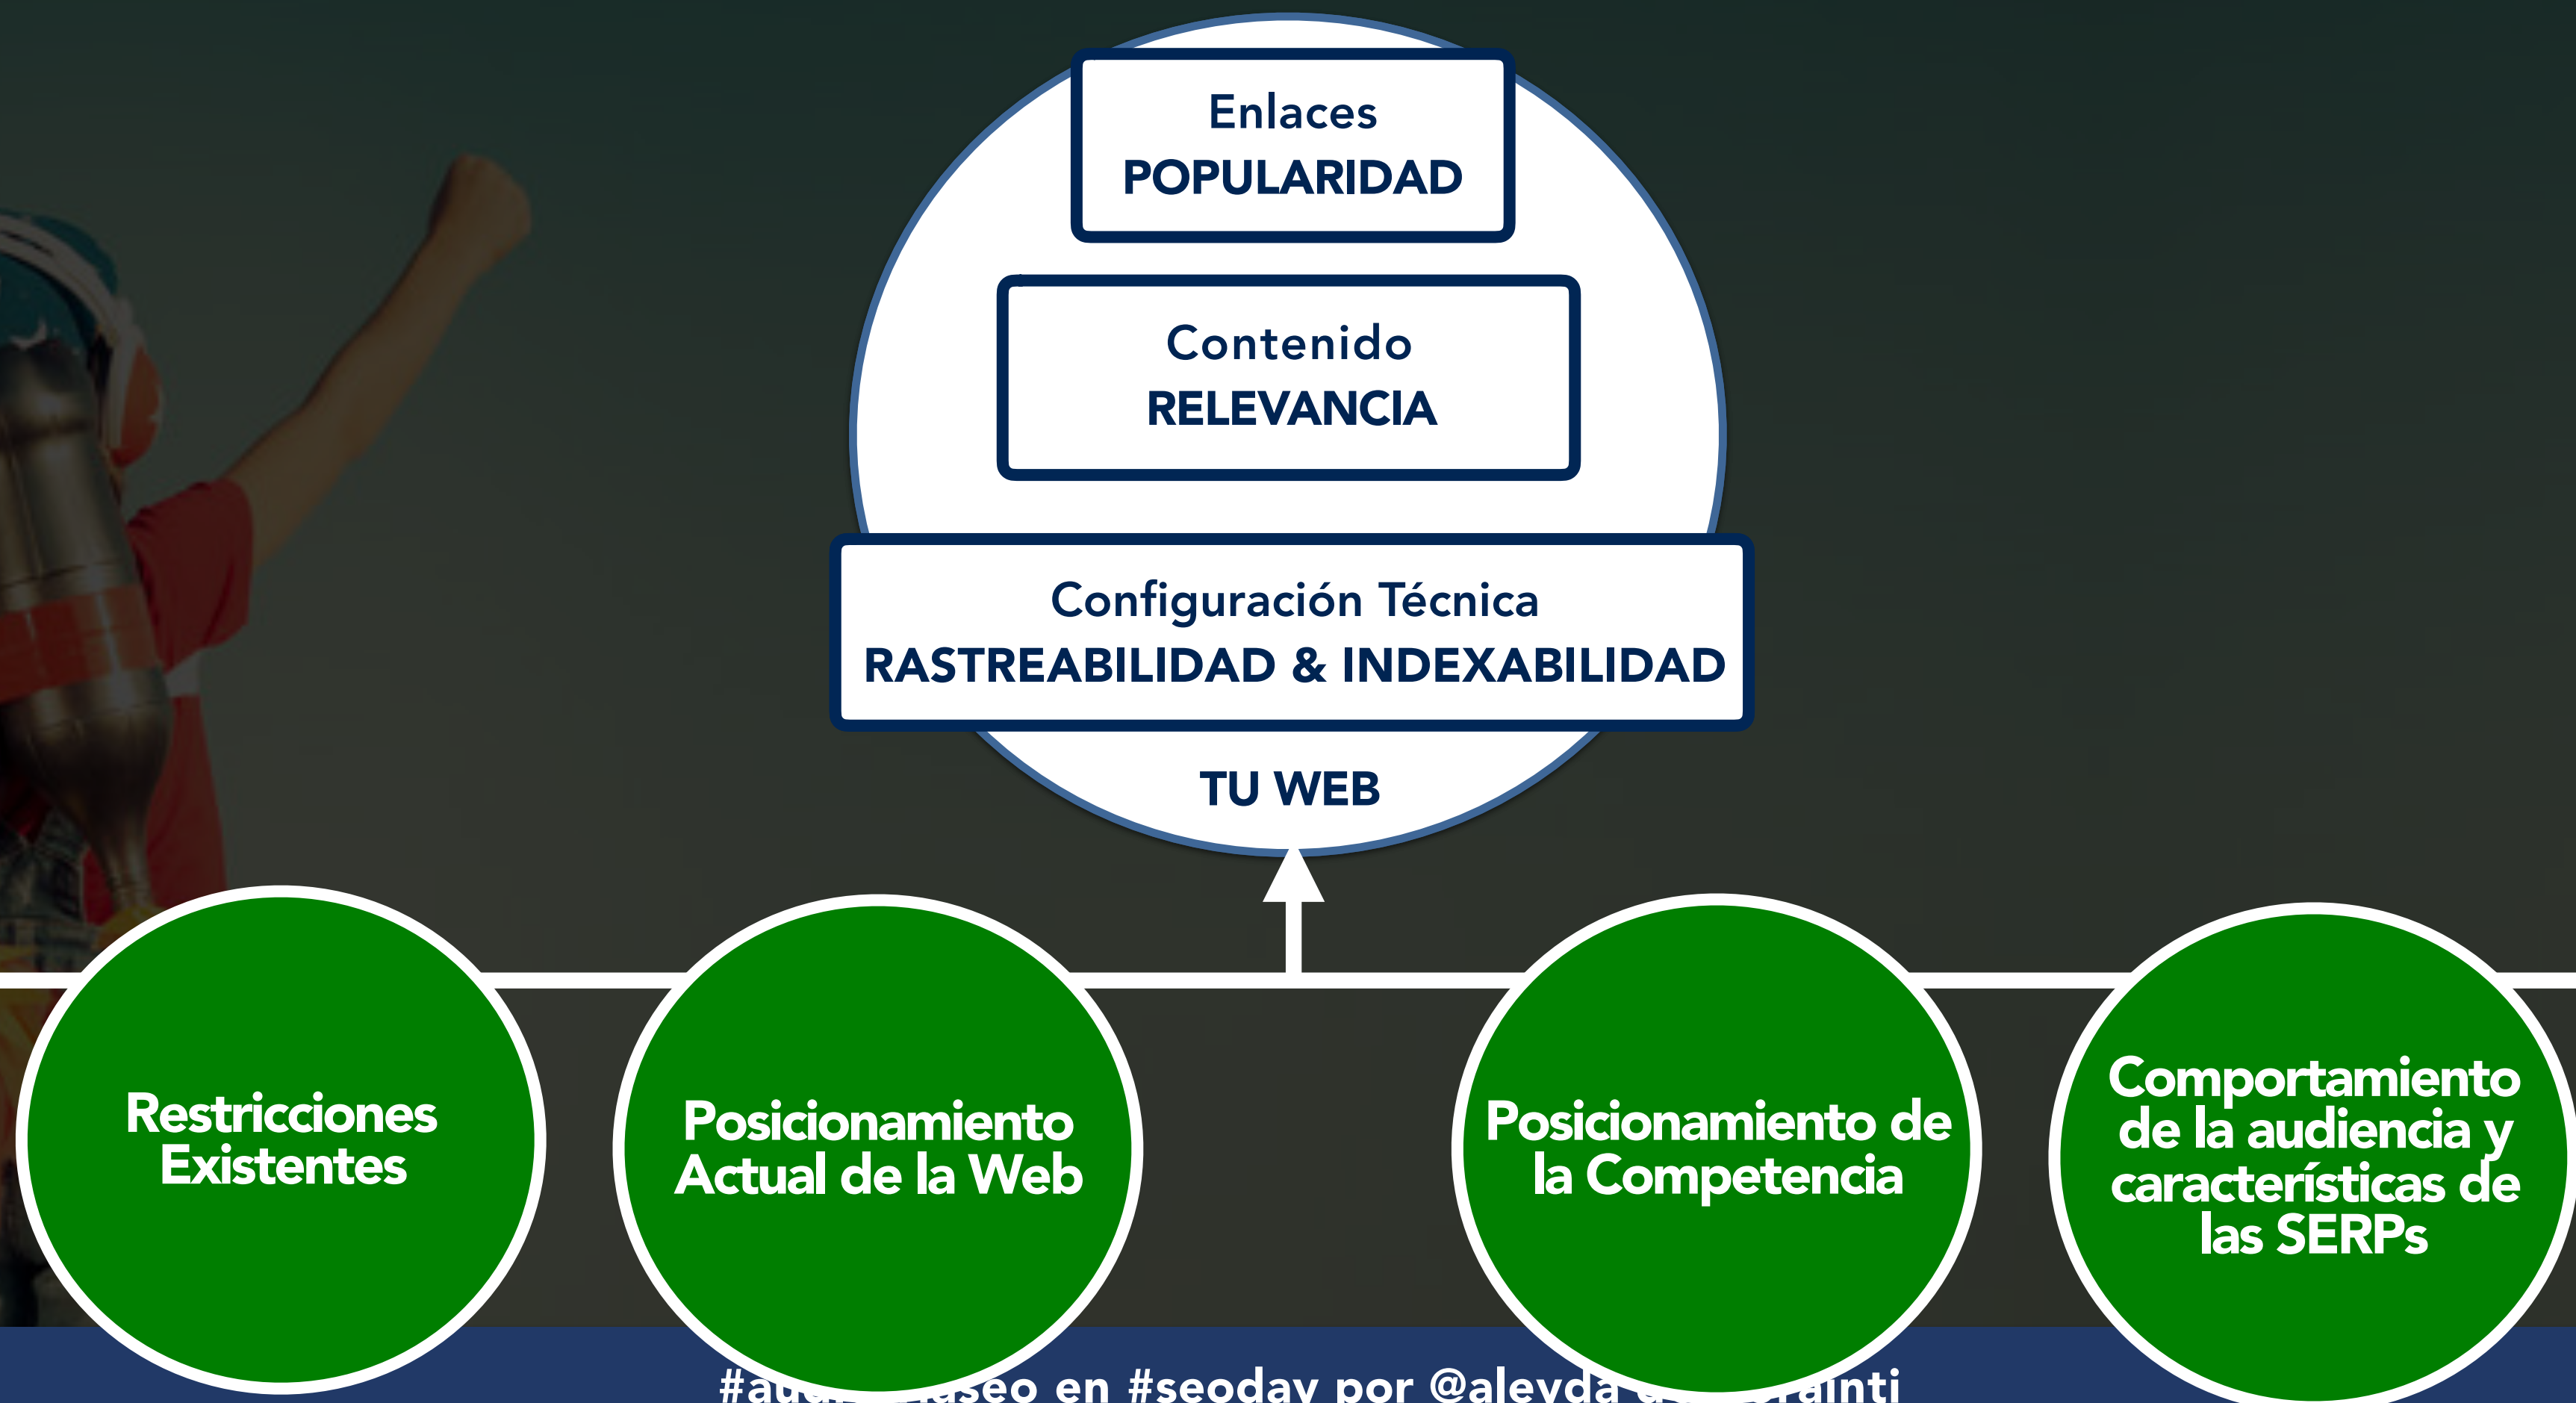 Enlaces
POPULARIDAD
Contenido
RELEVANCIA
Configuración Técnica
RASTREABILIDAD & INDEXABILIDAD
TU WEB
Restricciones
Existentes
Posicionamiento
Actual de la Web
Posicionamiento de
la Competencia
Comportamiento
de la audiencia y
características de
las SERPs
en #seoday por @aleyda